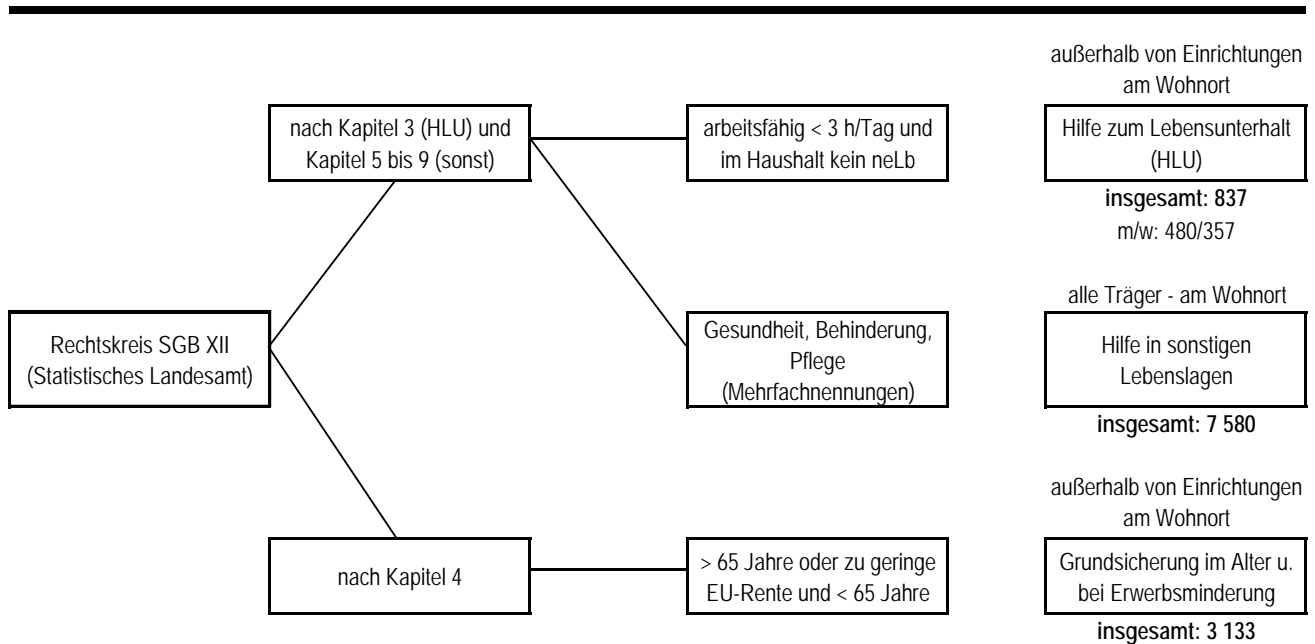 außerhalb von Einrichtungen
am Wohnort
nach Kapitel 3 (HLU) und
Kapitel 5 bis 9 (sonst)
arbeitsfähig < 3 h/Tag und
im Haushalt kein neLb
Hilfe zum Lebensunterhalt
(HLU)
insgesamt: 837
m/w: 480/357
alle Träger - am Wohnort
Rechtskreis SGB XII
(Statistisches Landesamt)
Gesundheit, Behinderung,
Pflege
(Mehrfachnennungen)
Hilfe in sonstigen
Lebenslagen
insgesamt: 7 580
außerhalb von Einrichtungen
am Wohnort
nach Kapitel 4
> 65 Jahre oder zu geringe
EU-Rente und < 65 Jahre
Grundsicherung im Alter u.
bei Erwerbsminderung
insgesamt: 3 133